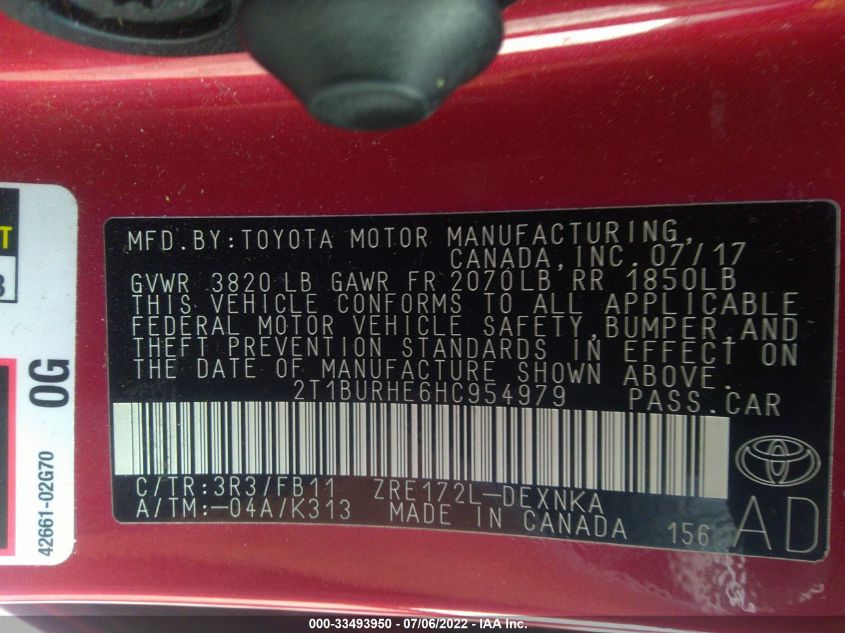 MFD.BY:TOYOTA MOTOR MANUFACTURING,
CANADA,INC. 07/17
GVWR 3820 LB GAWR FR 2070LB RR 1850LB
THIS VEHICLE CONFORMS TO ALL APPLICABLE
FEDERAL MOTOR VEHICLE SAFETY,BUMPER AND
THEFT PREVENTION STANDARDS IN EFFECT ON
THE DATE OF MANUFACTURE SHOWN ABOVE.
2T1BURHE6HC954979 PASS.CAR
C/TR:3R3/FB11 ZRE172L-DEXNKA
A/TM:-04A/K313 MADE IN CANADA 156 AD
T
3
OG
42661-02G70
000-33493950 - 07/06/2022 - IAA Inc.